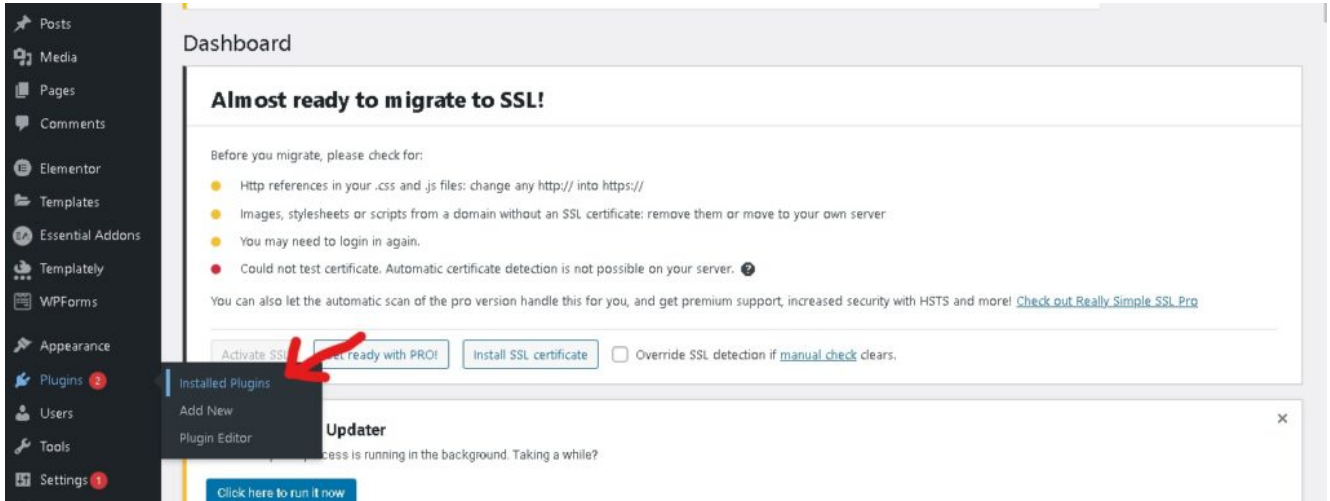 Posts
Media
Pages
Comments
Elementor
Templates
Essential Addons
Templately
WPForms
Appearance
Plugins 2
Installed Plugins
Add New
Plugin Editor
Users
Tools
Settings 1
Dashboard
Almost ready to migrate to SSL!
Before you migrate, please check for:
Http references in your .css and .js files: change any http:// into https://
Images, stylesheets or scripts from a domain without an SSL certificate: remove them or move to your own server
You may need to login in again.
Could not test certificate. Automatic certificate detection is not possible on your server. ?
You can also let the automatic scan of the pro version handle this for you, and get premium support, increased security with HSTS and more! Check out Really Simple SSL Pro
Activate SSL
ready with PRO!
Install SSL certificate
Override SSL detection if manual check clears.
Updater
is running in the background. Taking a while?
Click here to run it now